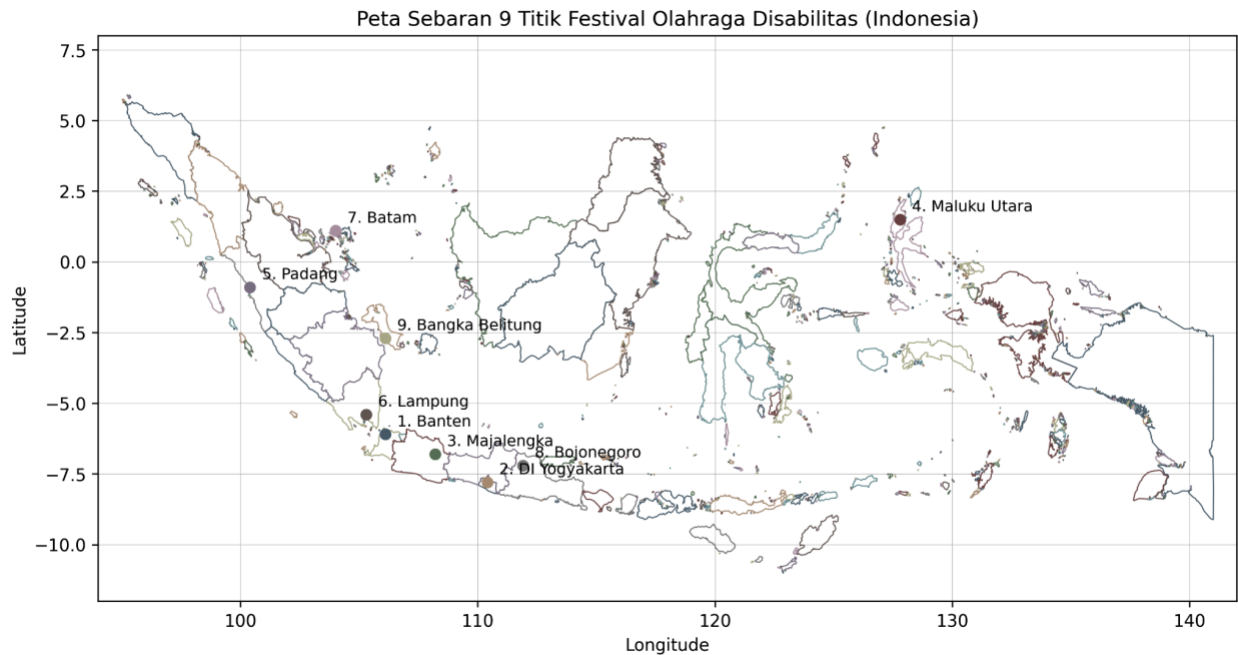 Peta Sebaran 9 Titik Festival Olahraga Disabilitas (Indonesia)
7.5
5.0
2.5
0.0
−2.5
−5.0
−7.5
−10.0
Latitude
4. Maluku Utara
7. Batam
5. Padang
9. Bangka Belitung
6. Lampung
1. Banten
3. Majalengka
8. Bojonegoro
2. DI Yogyakarta
100
110
120
130
140
Longitude